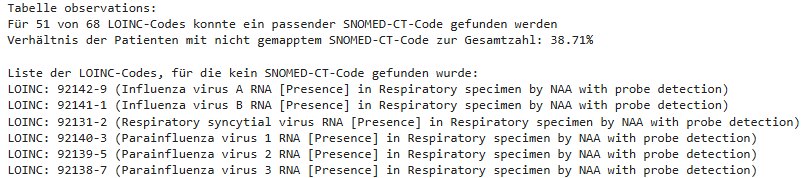 Tabelle observations:
Für 51 von 68 LOINC-Codes konnte ein passender SNOMED-CT-Code gefunden werden
Verhältnis der Patienten mit nicht gemapptem SNOMED-CT-Code zur Gesamtzahl: 38.71%
Liste der LOINC-Codes, für die kein SNOMED-CT-Code gefunden wurde:
LOINC: 92142-9 (Influenza virus A RNA [Presence] in Respiratory specimen by NAA with probe detection)
LOINC: 92141-1 (Influenza virus B RNA [Presence] in Respiratory specimen by NAA with probe detection)
LOINC: 92131-2 (Respiratory syncytial virus RNA [Presence] in Respiratory specimen by NAA with probe detection)
LOINC: 92140-3 (Parainfluenza virus 1 RNA [Presence] in Respiratory specimen by NAA with probe detection)
LOINC: 92139-5 (Parainfluenza virus 2 RNA [Presence] in Respiratory specimen by NAA with probe detection)
LOINC: 92138-7 (Parainfluenza virus 3 RNA [Presence] in Respiratory specimen by NAA with probe detection)